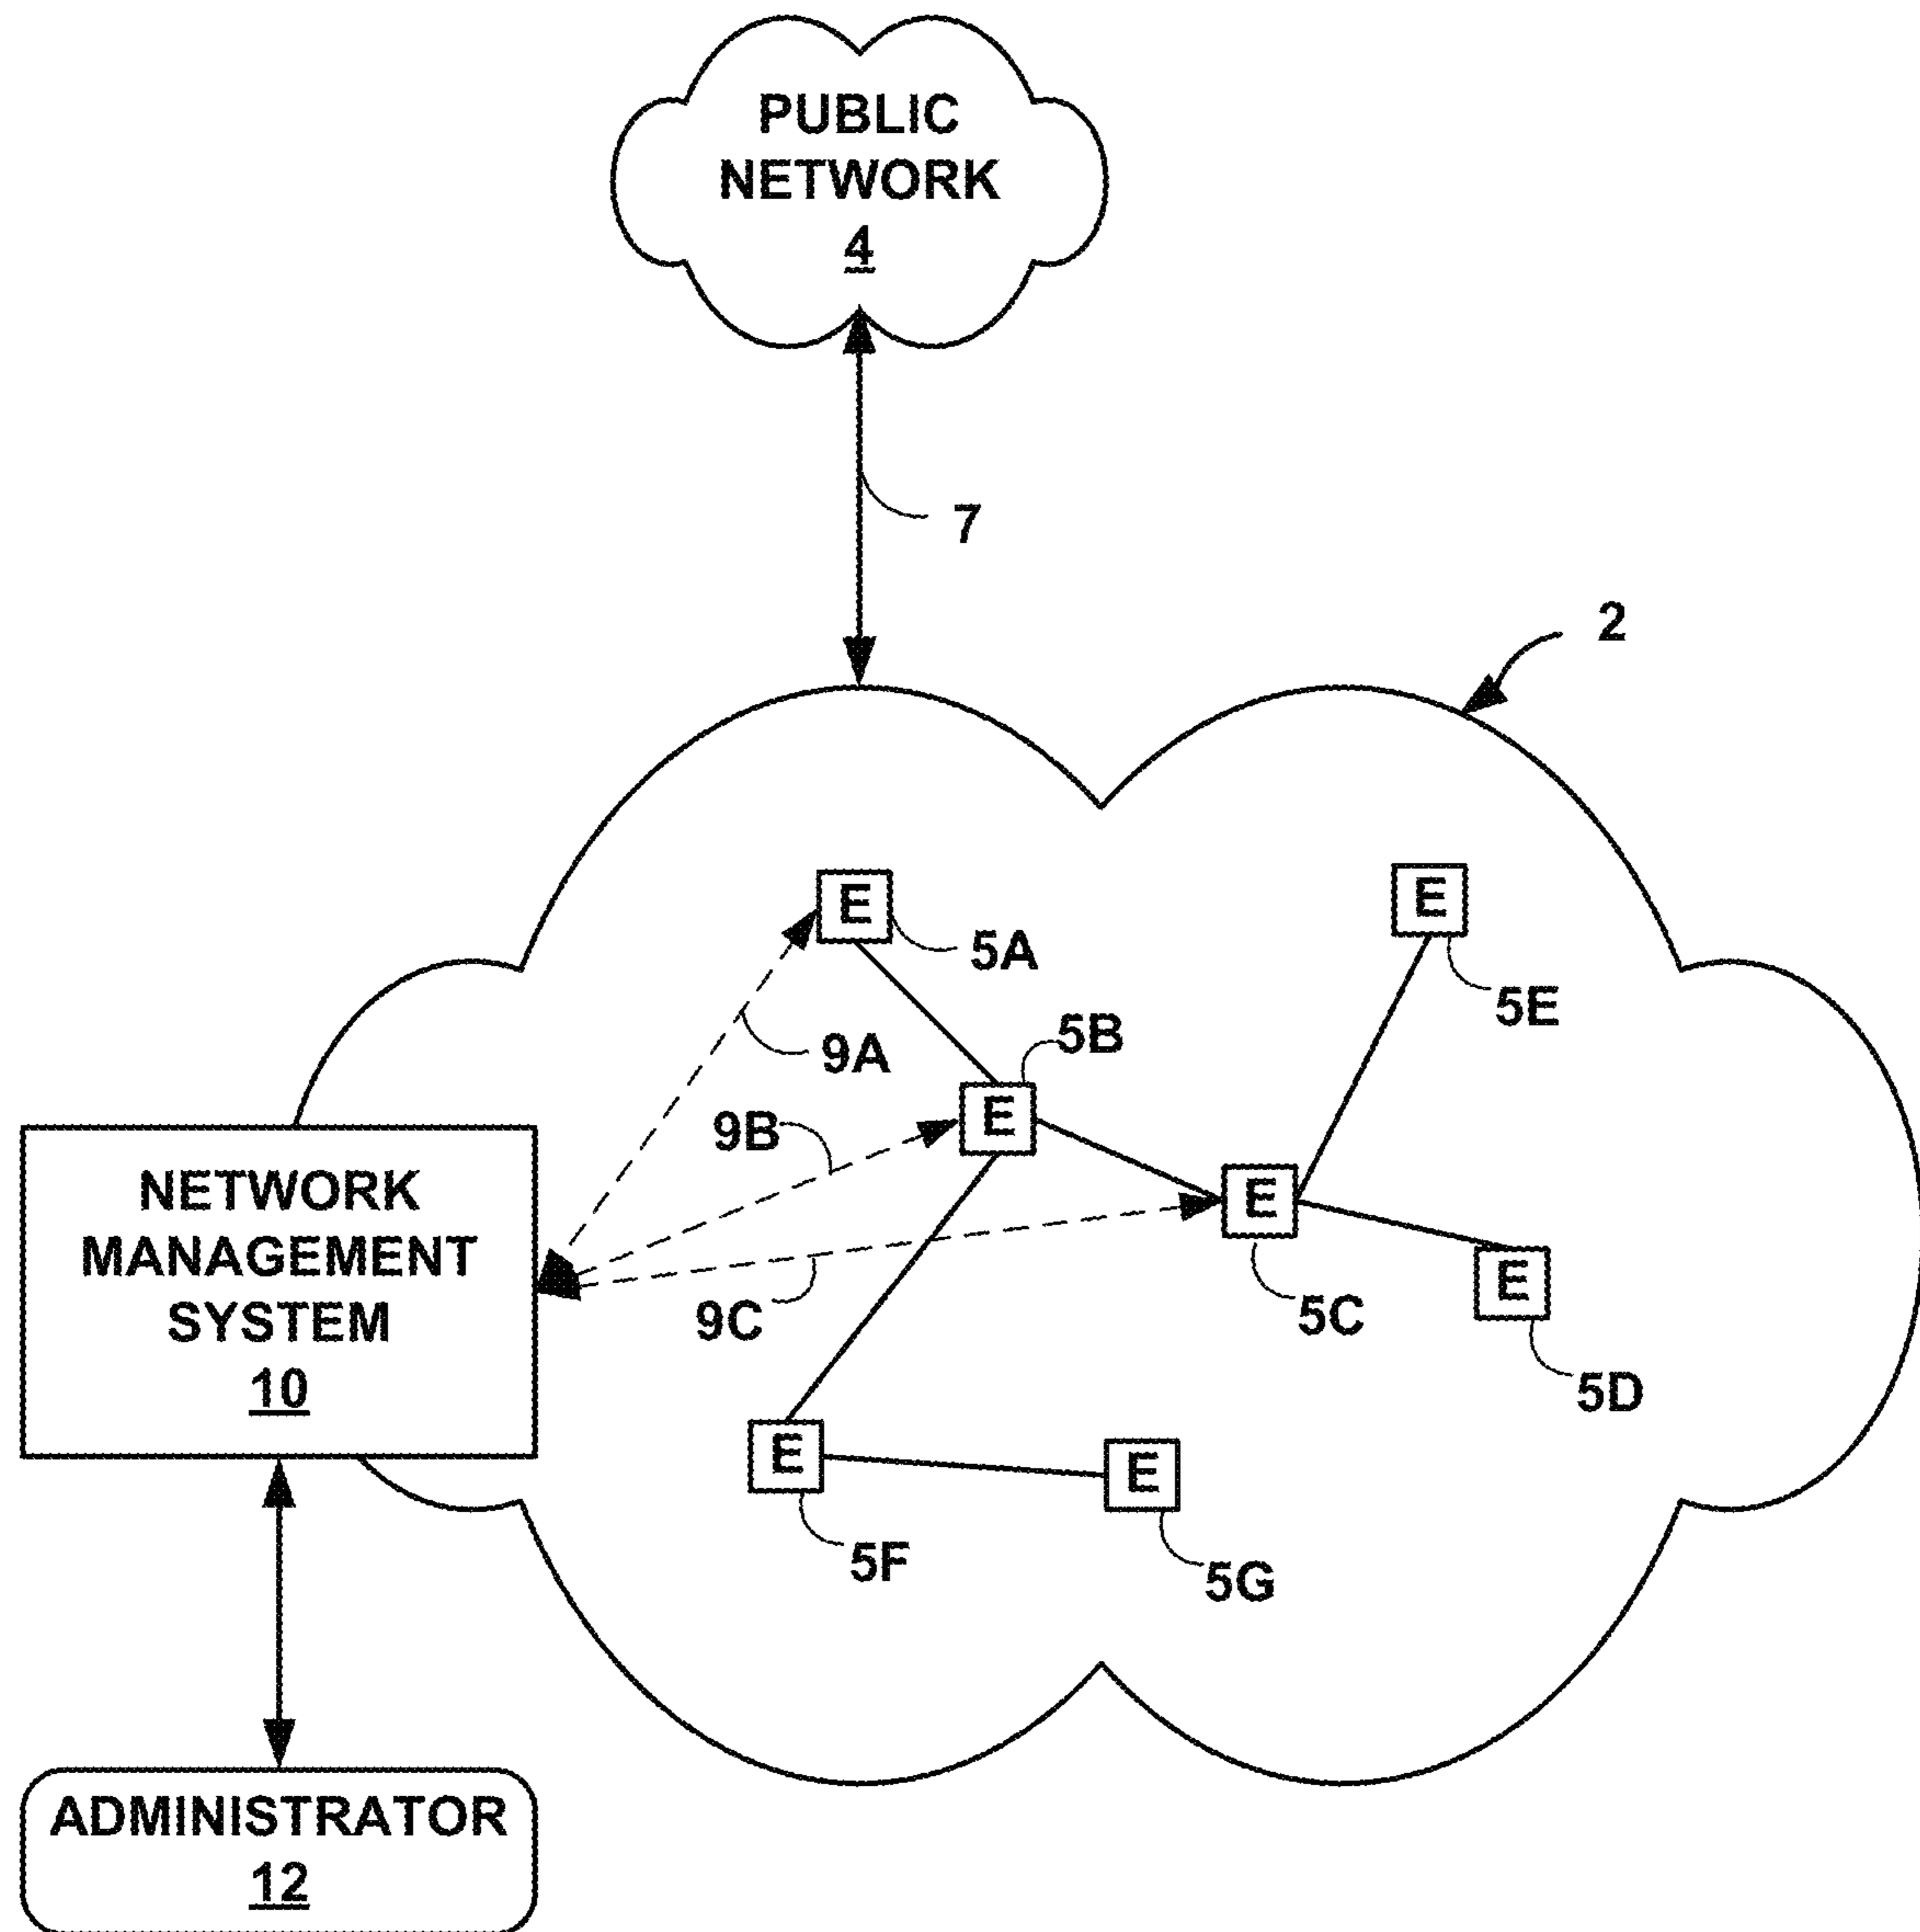 PUBLIC
NETWORK
4
7
2
E
5A
E
5E
9A
5B
E
9B
E
5C
9C
E
5D
NETWORK
MANAGEMENT
SYSTEM
10
E
5F
E
5G
ADMINISTRATOR
12